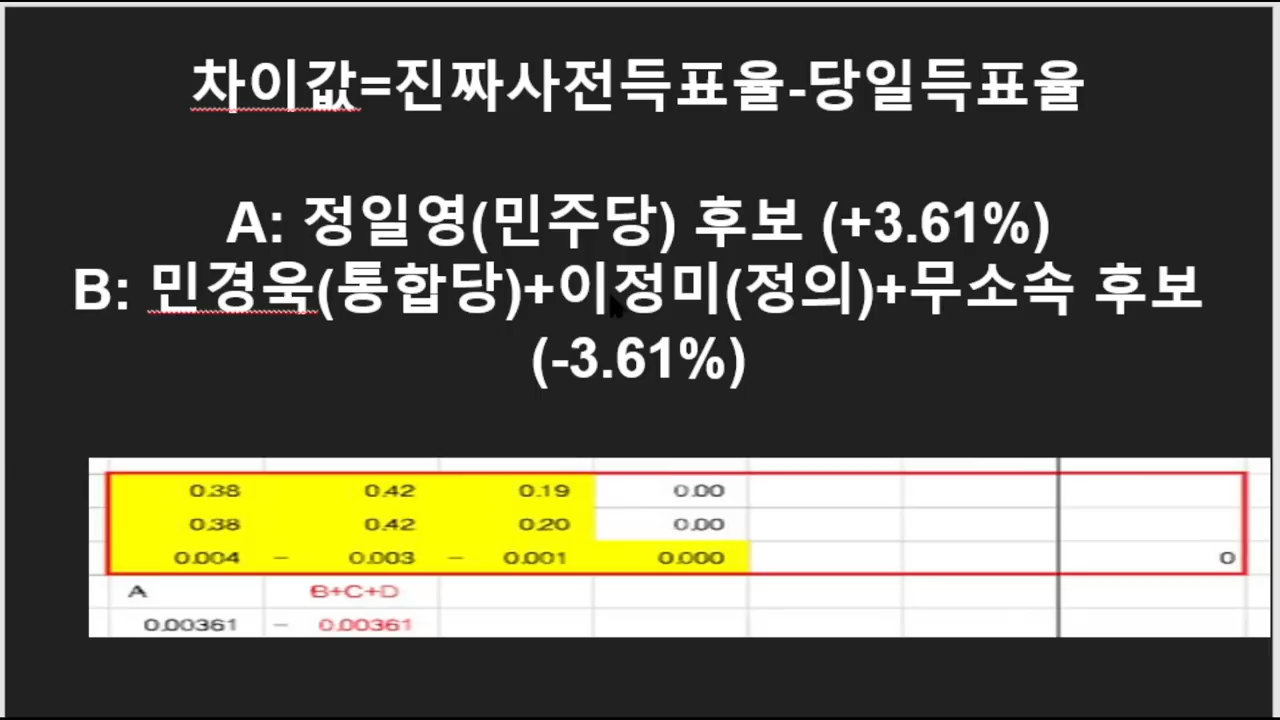 차이값=진짜사전득표율-당일득표율
A: 정일영(민주당) 후보 (+3.61%)
B: 민경욱(통합당)+이정미(정의)+무소속 후보
(-3.61%)
0.38 0.42 0.19 0.00
0.38 0.42 0.20 0.00
0.004 - 0.003 - 0.001 0.000 0
A B+C+D
0.00361 - 0.00361